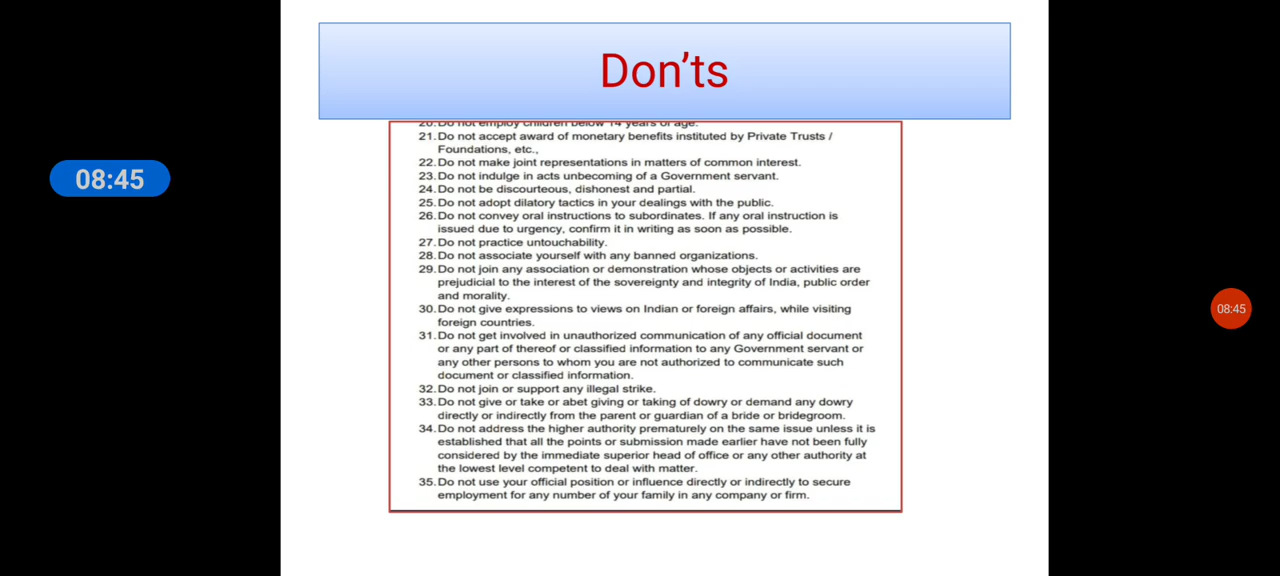 Don'ts
08:45
20. Do not employ children below 14 years of age.
21. Do not accept award of monetary benefits instituted by Private Trusts /
Foundations, etc.,
22. Do not make joint representations in matters of common interest.
23. Do not indulge in acts unbecoming of a Government servant.
24. Do not be discourteous, dishonest and partial.
25. Do not adopt dilatory tactics in your dealings with the public.
26. Do not convey oral instructions to subordinates. If any oral instruction is
issued due to urgency, confirm it in writing as soon as possible.
27. Do not practice untouchability.
28. Do not associate yourself with any banned organizations.
29. Do not join any association or demonstration whose objects or activities are
prejudicial to the interest of the sovereignty and integrity of India, public order
and morality.
30. Do not give expressions to views on Indian or foreign affairs, while visiting
foreign countries.
31. Do not get involved in unauthorized communication of any official document
or any part of thereof or classified information to any Government servant or
any other persons to whom you are not authorized to communicate such
document or classified information.
32. Do not join or support any illegal strike.
33. Do not give or take or abet giving or taking of dowry or demand any dowry
directly or indirectly from the parent or guardian of a bride or bridegroom.
34. Do not address the higher authority prematurely on the same issue unless it is
established that all the points or submission made earlier have not been fully
considered by the immediate superior head of office or any other authority at
the lowest level competent to deal with matter.
35. Do not use your official position or influence directly or indirectly to secure
employment for any number of your family in any company or firm.
08:45